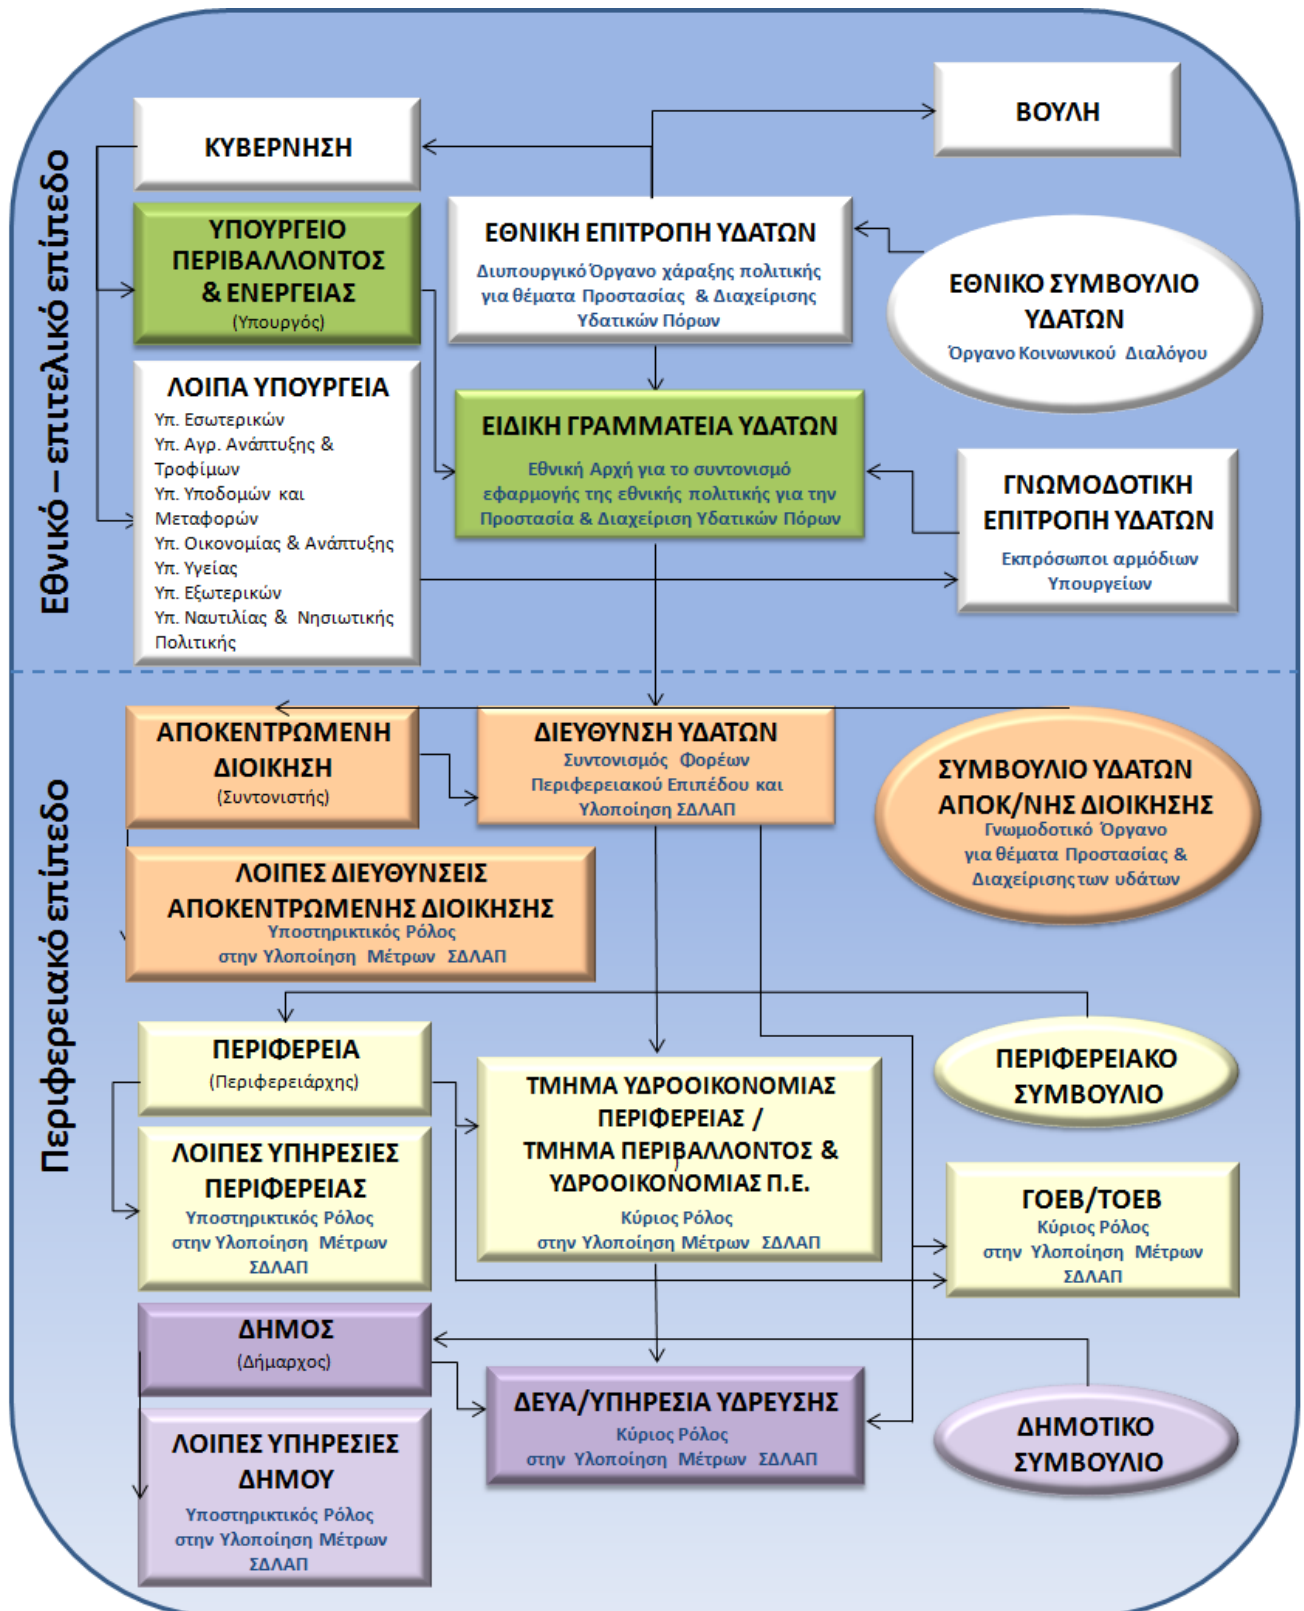 Εθνικό – επιτελικό επίπεδο
ΒΟΥΛΗ
ΚΥΒΕΡΝΗΣΗ
ΥΠΟΥΡΓΕΙΟ
ΠΕΡΙΒΑΛΛΟΝΤΟΣ
& ΕΝΕΡΓΕΙΑΣ
(Υπουργός)
ΕΘΝΙΚΗ ΕΠΙΤΡΟΠΗ ΥΔΑΤΩΝ
Διυπουργικό Όργανο χάραξης πολιτικής
για θέματα Προστασίας & Διαχείρισης
Υδατικών Πόρων
ΕΘΝΙΚΟ ΣΥΜΒΟΥΛΙΟ
ΥΔΑΤΩΝ
Όργανο Κοινωνικού Διαλόγου
ΛΟΙΠΑ ΥΠΟΥΡΓΕΙΑ
Υπ. Εσωτερικών
Υπ. Αγρ. Ανάπτυξης &
Τροφίμων
Υπ. Υποδομών και
Μεταφορών
Υπ. Οικονομίας & Ανάπτυξης
Υπ. Υγείας
Υπ. Εξωτερικών
Υπ. Ναυτιλίας & Νησιωτικής
Πολιτικής
ΕΙΔΙΚΗ ΓΡΑΜΜΑΤΕΙΑ ΥΔΑΤΩΝ
Εθνική Αρχή για το συντονισμό
εφαρμογής της εθνικής πολιτικής για την
Προστασία & Διαχείριση Υδατικών Πόρων
ΓΝΩΜΟΔΟΤΙΚΗ
ΕΠΙΤΡΟΠΗ ΥΔΑΤΩΝ
Εκπρόσωποι αρμόδιων
Υπουργείων
Περιφερειακό επίπεδο
ΑΠΟΚΕΝΤΡΩΜΕΝΗ
ΔΙΟΙΚΗΣΗ
(Συντονιστής)
ΔΙΕΥΘΥΝΣΗ ΥΔΑΤΩΝ
Συντονισμός Φορέων
Περιφερειακού Επιπέδου και
Υλοποίηση ΣΔΛΑΠ
ΣΥΜΒΟΥΛΙΟ ΥΔΑΤΩΝ
ΑΠΟΚ/ΝΗΣ ΔΙΟΙΚΗΣΗΣ
Γνωμοδοτικό Όργανο
για θέματα Προστασίας &
Διαχείρισης των υδάτων
ΛΟΙΠΕΣ ΔΙΕΥΘΥΝΣΕΙΣ
ΑΠΟΚΕΝΤΡΩΜΕΝΗΣ ΔΙΟΙΚΗΣΗΣ
Υποστηρικτικός Ρόλος
στην Υλοποίηση Μέτρων ΣΔΛΑΠ
ΠΕΡΙΦΕΡΕΙΑ
(Περιφερειάρχης)
ΤΜΗΜΑ ΥΔΡΟΟΙΚΟΝΟΜΙΑΣ
ΠΕΡΙΦΕΡΕΙΑΣ /
ΤΜΗΜΑ ΠΕΡΙΒΑΛΛΟΝΤΟΣ &
ΥΔΡΟΟΙΚΟΝΟΜΙΑΣ Π.Ε.
Κύριος Ρόλος
στην Υλοποίηση Μέτρων ΣΔΛΑΠ
ΠΕΡΙΦΕΡΕΙΑΚΟ
ΣΥΜΒΟΥΛΙΟ
ΛΟΙΠΕΣ ΥΠΗΡΕΣΙΕΣ
ΠΕΡΙΦΕΡΕΙΑΣ
Υποστηρικτικός Ρόλος
στην Υλοποίηση Μέτρων
ΣΔΛΑΠ
ΓΟΕΒ/ΤΟΕΒ
Κύριος Ρόλος
στην Υλοποίηση Μέτρων
ΣΔΛΑΠ
ΔΗΜΟΣ
(Δήμαρχος)
ΔΕΥΑ/ΥΠΗΡΕΣΙΑ ΥΔΡΕΥΣΗΣ
Κύριος Ρόλος
στην Υλοποίηση Μέτρων ΣΔΛΑΠ
ΔΗΜΟΤΙΚΟ
ΣΥΜΒΟΥΛΙΟ
ΛΟΙΠΕΣ ΥΠΗΡΕΣΙΕΣ
ΔΗΜΟΥ
Υποστηρικτικός Ρόλος
στην Υλοποίηση Μέτρων
ΣΔΛΑΠ